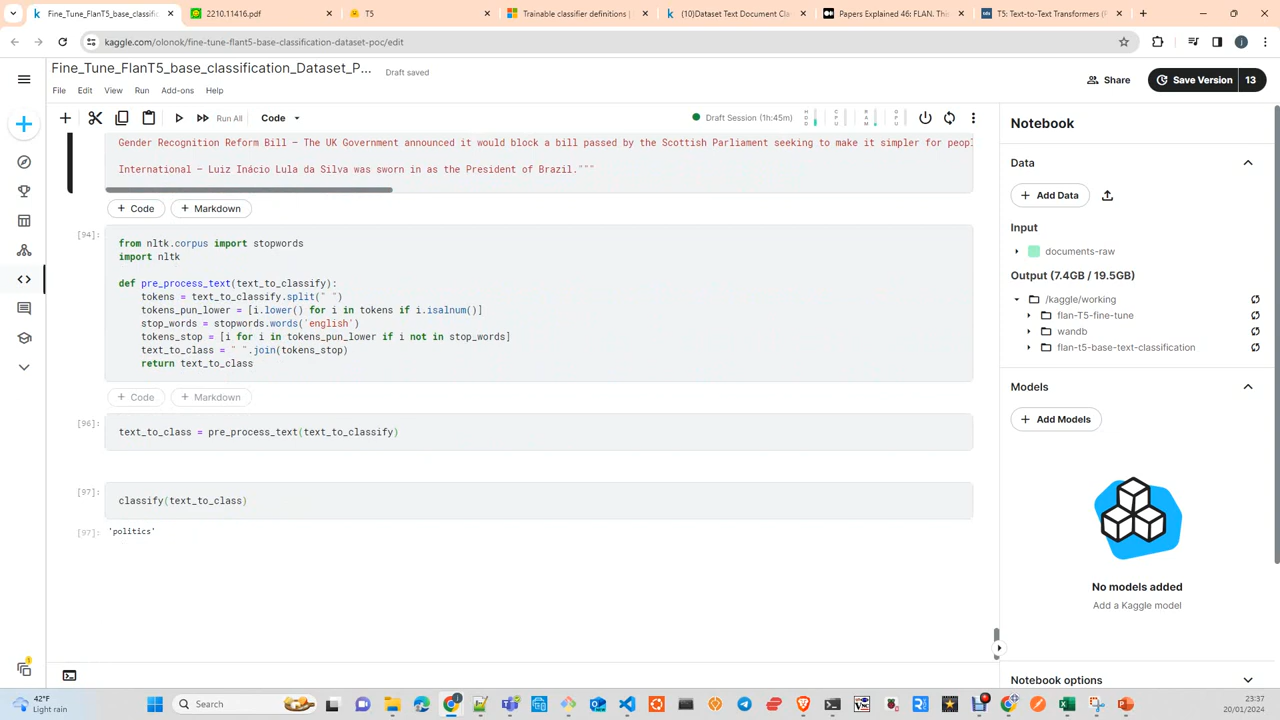 Fine_Tune_FlanT5_base_classifi
2210.11416.pdf
T5
Trainable classifier definitions |
(10)Dataset Text Document Clas
Papers Explained 46: FLAN. Thi
T5: Text-to-Text Transformers (P
kaggle.com/olonok/fine-tune-flant5-base-classification-dataset-poc/edit
Fine_Tune_FlanT5_base_classification_Dataset_P...
Draft saved
File Edit View Run Add-ons Help
Share
Save Version 13
Run All
Code
Draft Session (1h:45m)
Gender Recognition Reform Bill – The UK Government announced it would block a bill passed by the Scottish Parliament seeking to make it simpler for peopl
International – Luiz Inácio Lula da Silva was sworn in as the President of Brazil."""
+ Code + Markdown
[94]:
from nltk.corpus import stopwords
import nltk
def pre_process_text(text_to_classify):
tokens = text_to_classify.split(" ")
tokens_pun_lower = [i.lower() for i in tokens if i.isalnum()]
stop_words = stopwords.words('english')
tokens_stop = [i for i in tokens_pun_lower if i not in stop_words]
text_to_class = " ".join(tokens_stop)
return text_to_class
+ Code + Markdown
[96]:
text_to_class = pre_process_text(text_to_classify)
[97]:
classify(text_to_class)
[97]:
'politics'
Notebook
Data
+ Add Data
Input
documents-raw
Output (7.4GB / 19.5GB)
/kaggle/working
flan-T5-fine-tune
wandb
flan-t5-base-text-classification
Models
+ Add Models
No models added
Add a Kaggle model
Notebook options
42°F
Light rain
Search
23:37
20/01/2024